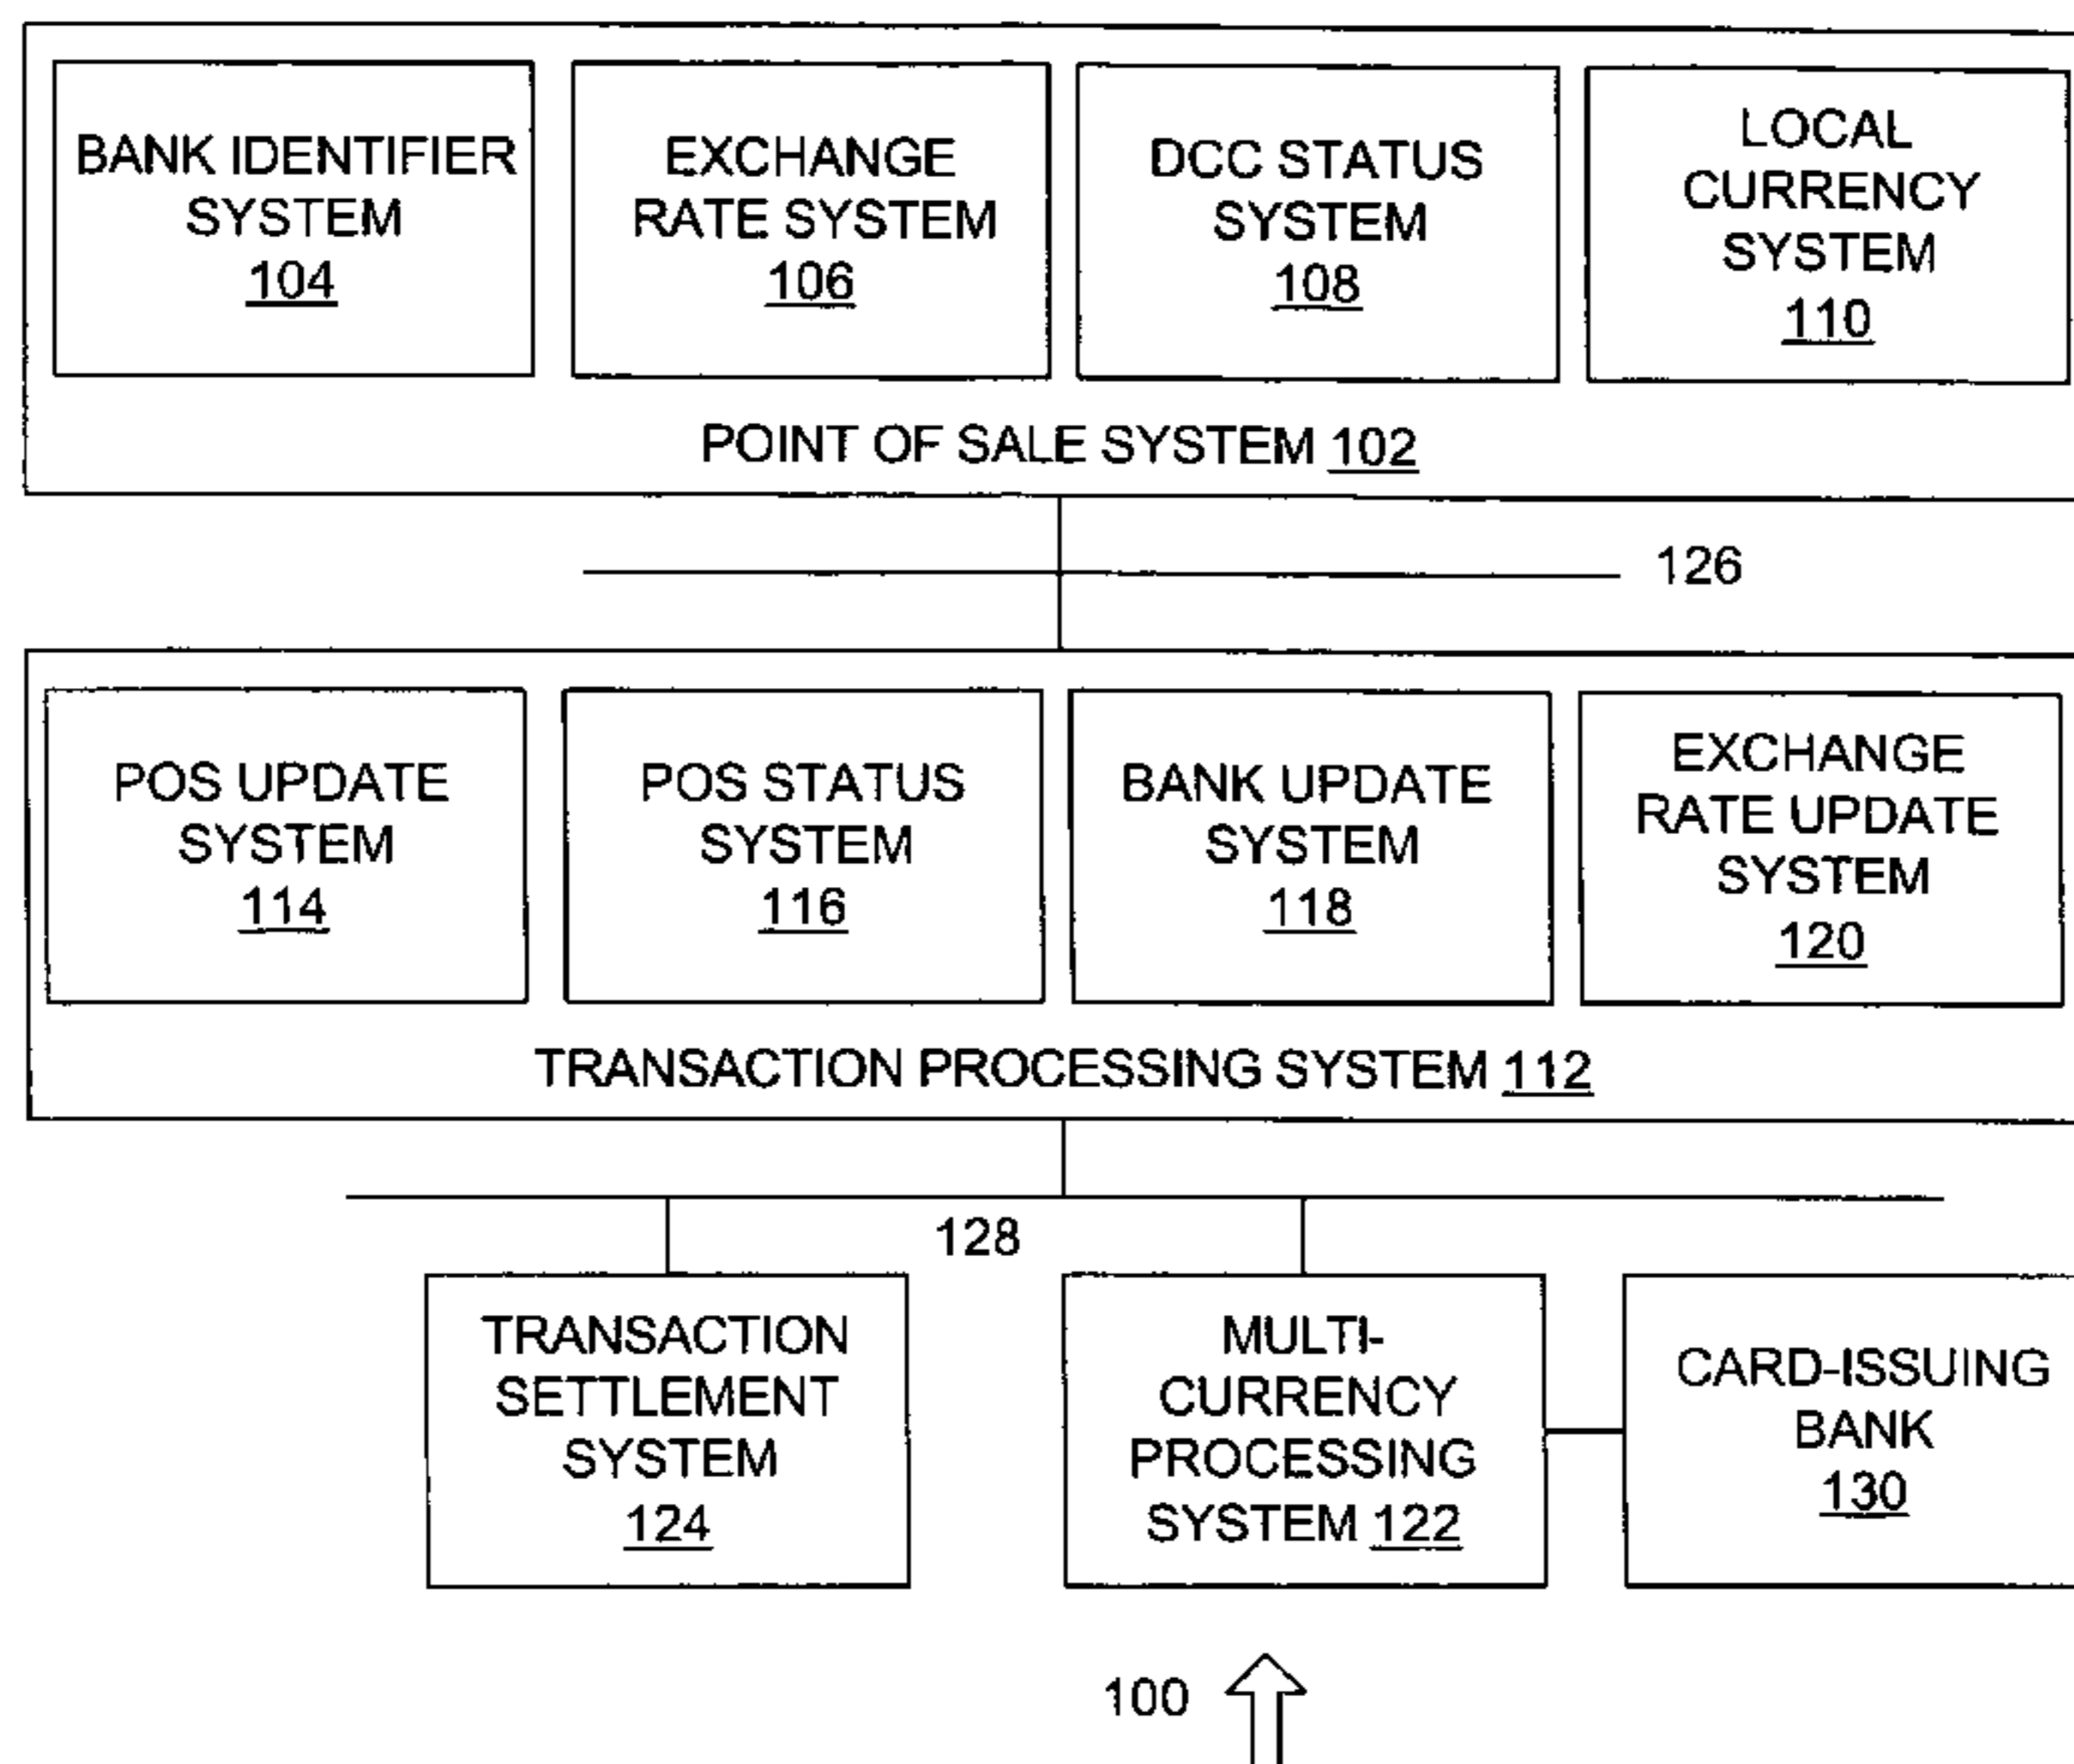 BANK IDENTIFIER
SYSTEM
104
EXCHANGE
RATE SYSTEM
106
DCC STATUS
SYSTEM
108
LOCAL
CURRENCY
SYSTEM
110
POINT OF SALE SYSTEM 102
126
POS UPDATE
SYSTEM
114
POS STATUS
SYSTEM
116
BANK UPDATE
SYSTEM
118
EXCHANGE
RATE UPDATE
SYSTEM
120
TRANSACTION PROCESSING SYSTEM 112
128
TRANSACTION
SETTLEMENT
SYSTEM
124
MULTI-
CURRENCY
PROCESSING
SYSTEM 122
CARD-ISSUING
BANK
130
100